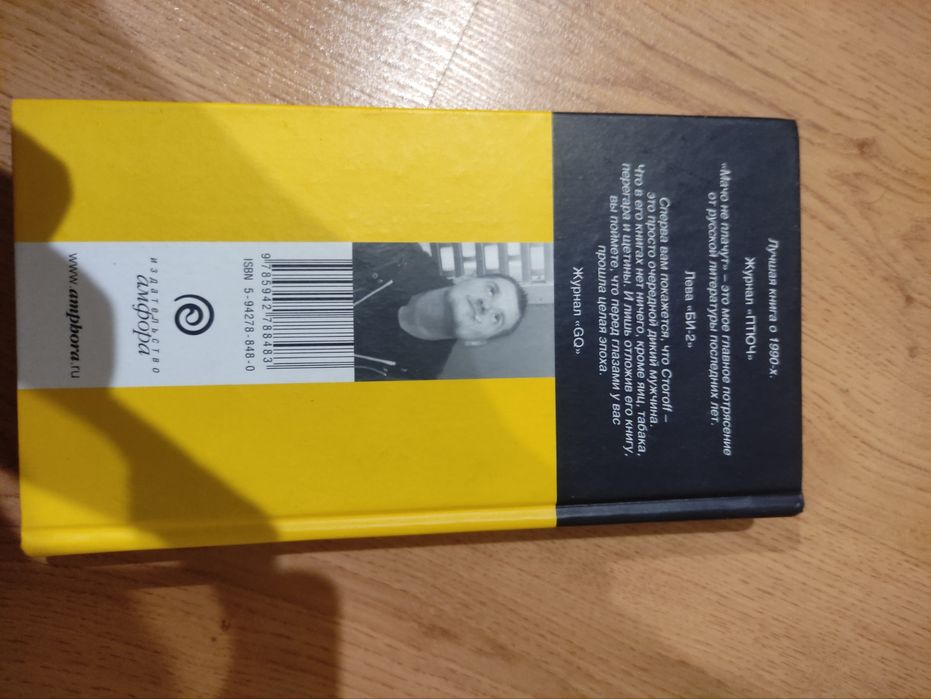 Лучшая книга о 1990-х.
Журнал «ПТЮЧ»
«Мачо не плачут» – это мое главное потрясение
от русской литературы последних лет.
Лева «БИ-2»
Сперва вам покажется, что Стогоff –
это просто очередной дикий мужчина.
Что в его книгах нет ничего, кроме яиц, табака,
перегара и щетины. И лишь отложив его книгу,
вы поймете, что перед глазами у вас
прошла целая эпоха.
Журнал «GQ»
ISBN 5-94278-848-0
9785942788483
издательство
амфора
www.amphora.ru